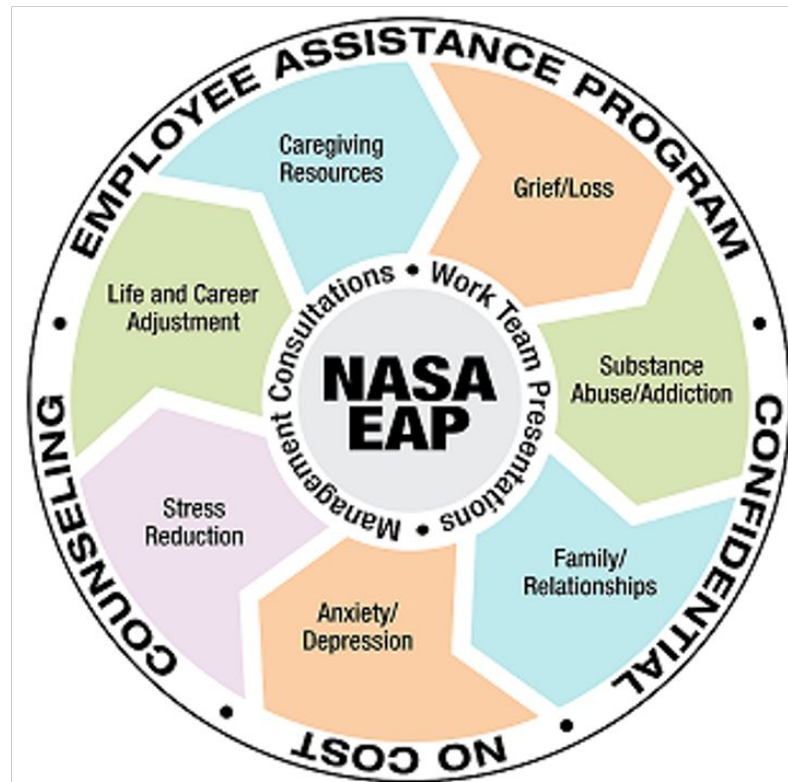 EMPLOYEE ASSISTANCE PROGRAM
• CONFIDENTIAL
• NO COST
• COUNSELING •
Caregiving
Resources
Grief/Loss
Substance
Abuse/Addiction
Family/
Relationships
Anxiety/
Depression
Stress
Reduction
Life and Career
Adjustment
Management Consultations • Work Team Presentations •
NASA
EAP